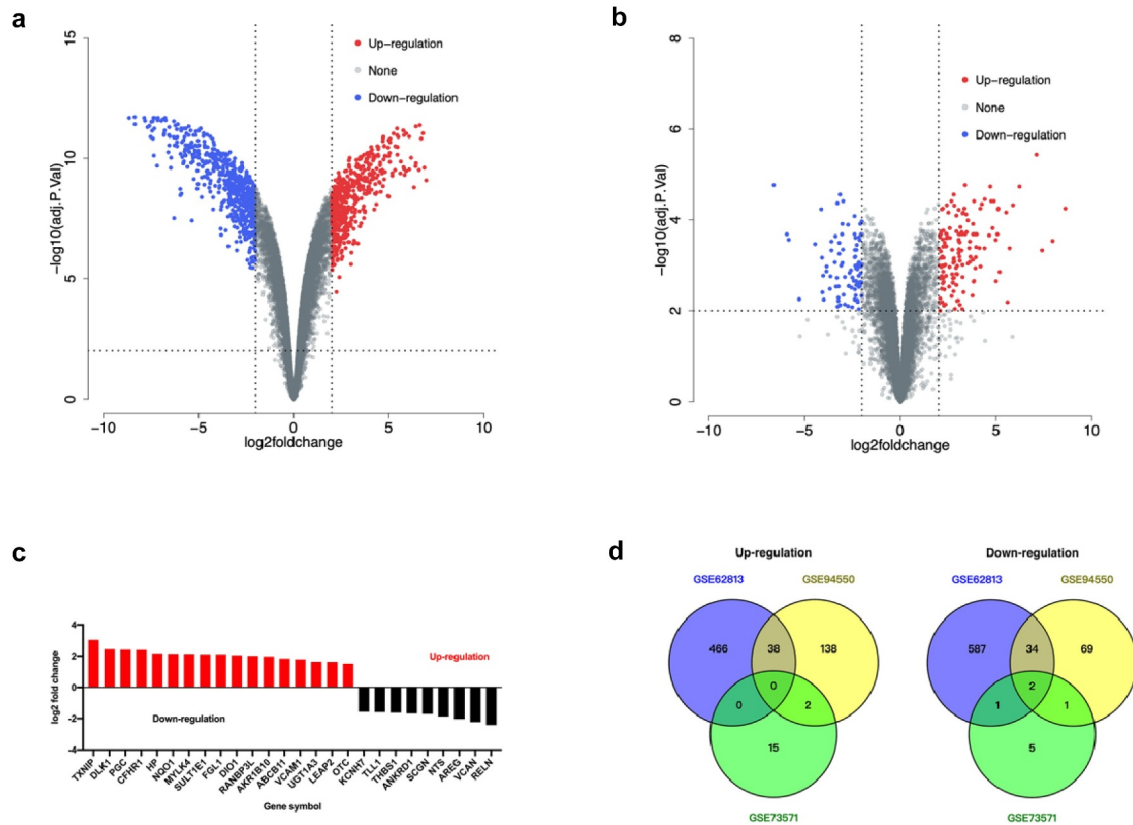 a
15
10
5
0
−log10(adj.P.Val)
Up−regulation
None
Down−regulation
−10
−5
0
5
10
log2foldchange
b
8
6
4
2
0
−log10(adj.P.Val)
Up−regulation
None
Down−regulation
−10
−5
0
5
10
log2foldchange
c
4
2
0
-2
-4
log2 fold change
Up-regulation
Down-regulation
TXNIP
DLK1
PGC
CFHR1
HP
NQO1
MYLK4
SULT1E1
FGL1
DIO1
RANBP3L
AKR1B10
ABCB11
VCAM1
UGT1A3
LEAP2
OTC
KCNH7
TLL1
THBS1
ANKRD1
SCGN
NTS
AREG
VCAN
RELN
Gene symbol
d
Up-regulation
GSE62813
GSE94550
466
38
138
0
0
2
15
GSE73571
Down-regulation
GSE62813
GSE94550
587
34
69
2
1
1
5
GSE73571